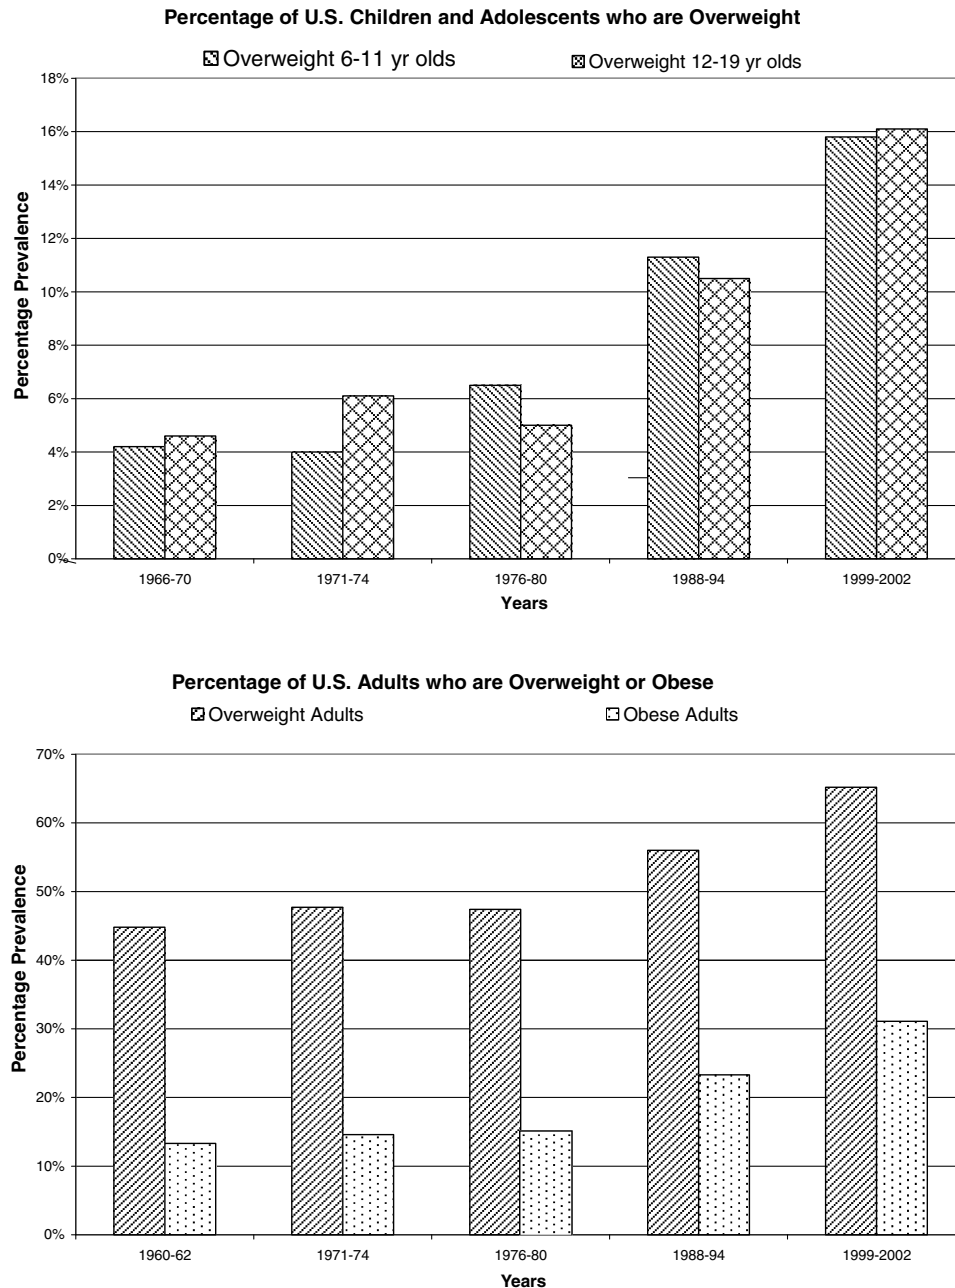 Percentage of U.S. Children and Adolescents who are Overweight
Overweight 6-11 yr olds Overweight 12-19 yr olds
18%
16%
14%
12%
10%
8%
6%
4%
2%
0%
Percentage Prevalence
1966-70 1971-74 1976-80 1988-94 1999-2002
Years
Percentage of U.S. Adults who are Overweight or Obese
Overweight Adults Obese Adults
70%
60%
50%
40%
30%
20%
10%
0%
Percentage Prevalence
1960-62 1971-74 1976-80 1988-94 1999-2002
Years